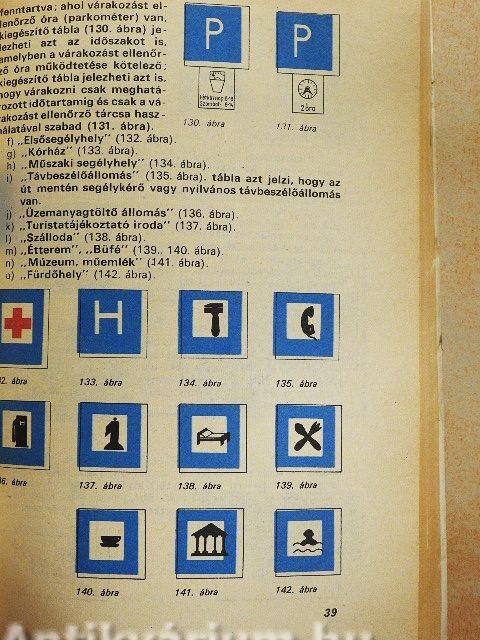 fenntartva; ahol várakozást el-
lenőrző óra (parkométer) van,
kiegészítő tábla (130. ábra) je-
lezheti azt az időszakot is,
amelyben a várakozást ellenőr-
ző óra működtetése kötelező;
kiegészítő tábla jelezheti azt is,
hogy várakozni csak meghatá-
rozott időtartamig és csak a vá-
rakozást ellenőrző tárcsa hasz-
nálatával szabad (131. ábra).
P
P
2 óra
130. ábra
131. ábra
f) „Elsősegélyhely" (132. ábra).
g) „Kórház" (133. ábra).
h) „Műszaki segélyhely" (134. ábra).
i) „Távbeszélőállomás" (135. ábra). tábla azt jelzi, hogy az
út mentén segélykérő vagy nyilvános távbeszélőállomás
van.
j) „Üzemanyagtöltő állomás" (136. ábra).
k) „Turistatájékoztató iroda" (137. ábra).
l) „Szálloda" (138. ábra).
m) „Étterem", „Büfé" (139., 140. ábra).
n) „Múzeum, műemlék" (141. ábra).
o) „Fürdőhely" (142. ábra).
H
2. ábra
133. ábra
134. ábra
135. ábra
36. ábra
137. ábra
138. ábra
139. ábra
140. ábra
141. ábra
142. ábra
39
Antikvárium.hu